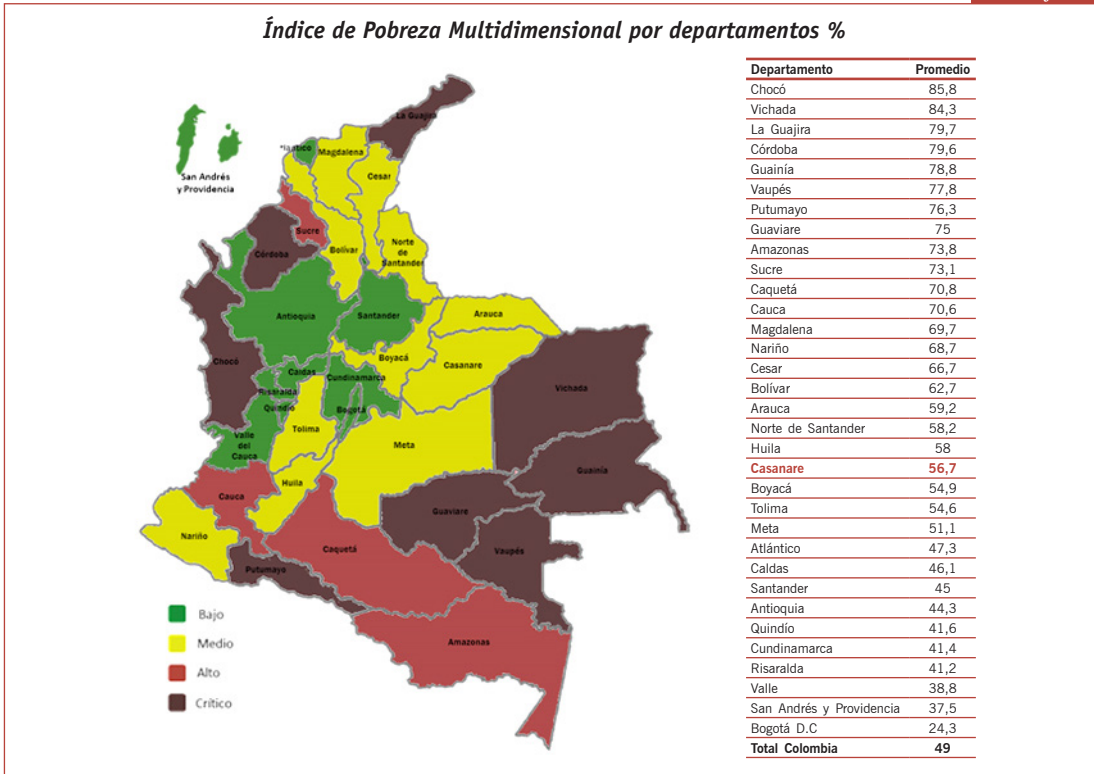 Índice de Pobreza Multidimensional por departamentos %
La Guajira
Magdalena
Cesar
San Andrés
y Providencia
Sucre
Córdoba
Bolívar
Norte
de
Santander
Antioquia
Santander
Arauca
Chocó
Boyacá
Casanare
Caldas
Cundinamarca
Risaralda
Quindío
Bogotá
Vichada
Valle
del
Cauca
Tolima
Meta
Guainía
Cauca
Huila
Guaviare
Nariño
Caquetá
Vaupés
Putumayo
Amazonas
Bajo
Medio
Alto
Crítico
Departamento Promedio
Chocó 85,8
Vichada 84,3
La Guajira 79,7
Córdoba 79,6
Guainía 78,8
Vaupés 77,8
Putumayo 76,3
Guaviare 75
Amazonas 73,8
Sucre 73,1
Caquetá 70,8
Cauca 70,6
Magdalena 69,7
Nariño 68,7
Cesar 66,7
Bolívar 62,7
Arauca 59,2
Norte de Santander 58,2
Huila 58
Casanare 56,7
Boyacá 54,9
Tolima 54,6
Meta 51,1
Atlántico 47,3
Caldas 46,1
Santander 45
Antioquia 44,3
Quindío 41,6
Cundinamarca 41,4
Risaralda 41,2
Valle 38,8
San Andrés y Providencia 37,5
Bogotá D.C 24,3
Total Colombia 49